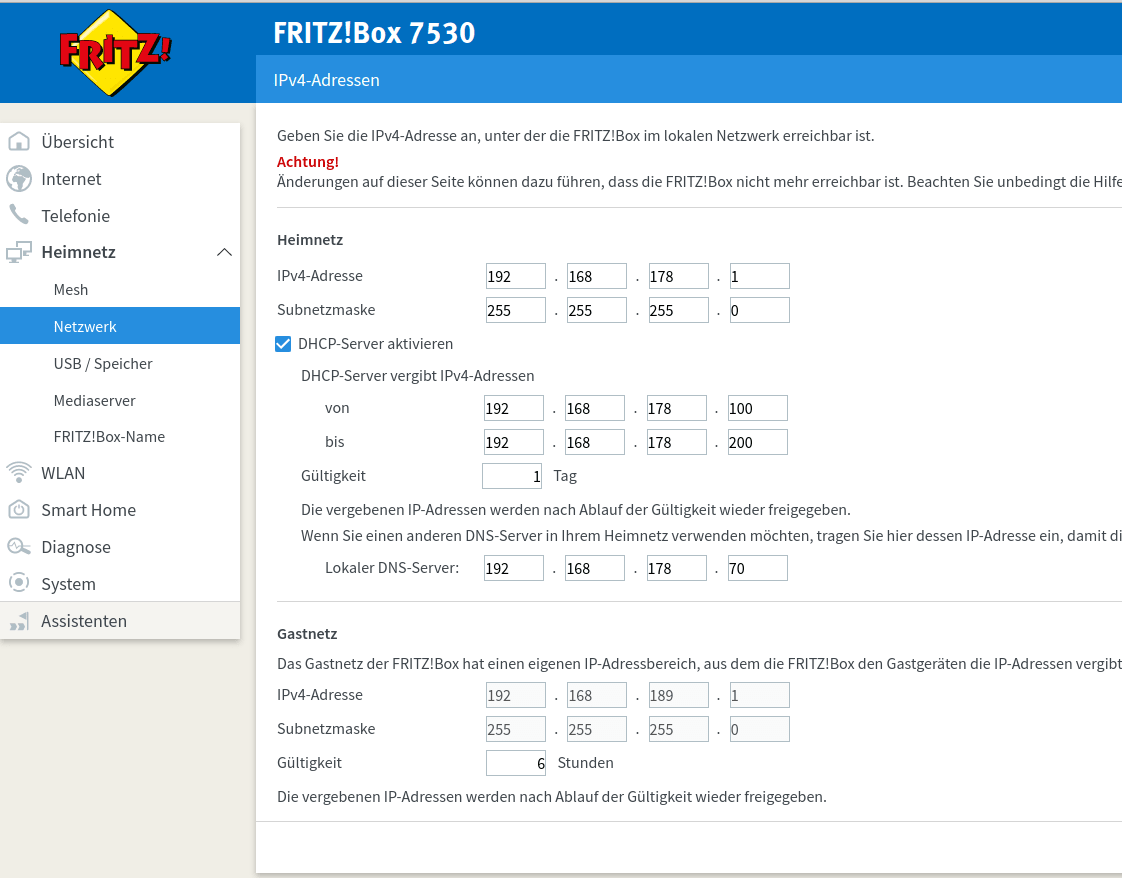 FRITZ!
FRITZ!Box 7530
IPv4-Adressen
Übersicht
Internet
Telefonie
Heimnetz
Mesh
Netzwerk
USB / Speicher
Mediaserver
FRITZ!Box-Name
WLAN
Smart Home
Diagnose
System
Assistenten
Geben Sie die IPv4-Adresse an, unter der die FRITZ!Box im lokalen Netzwerk erreichbar ist.
Achtung!
Änderungen auf dieser Seite können dazu führen, dass die FRITZ!Box nicht mehr erreichbar ist. Beachten Sie unbedingt die Hilfe
Heimnetz
IPv4-Adresse 192 . 168 . 178 . 1
Subnetzmaske 255 . 255 . 255 . 0
DHCP-Server aktivieren
DHCP-Server vergibt IPv4-Adressen
von 192 . 168 . 178 . 100
bis 192 . 168 . 178 . 200
Gültigkeit 1 Tag
Die vergebenen IP-Adressen werden nach Ablauf der Gültigkeit wieder freigegeben.
Wenn Sie einen anderen DNS-Server in Ihrem Heimnetz verwenden möchten, tragen Sie hier dessen IP-Adresse ein, damit di
Lokaler DNS-Server: 192 . 168 . 178 . 70
Gastnetz
Das Gastnetz der FRITZ!Box hat einen eigenen IP-Adressbereich, aus dem die FRITZ!Box den Gastgeräten die IP-Adressen vergibt
IPv4-Adresse 192 . 168 . 189 . 1
Subnetzmaske 255 . 255 . 255 . 0
Gültigkeit 6 Stunden
Die vergebenen IP-Adressen werden nach Ablauf der Gültigkeit wieder freigegeben.